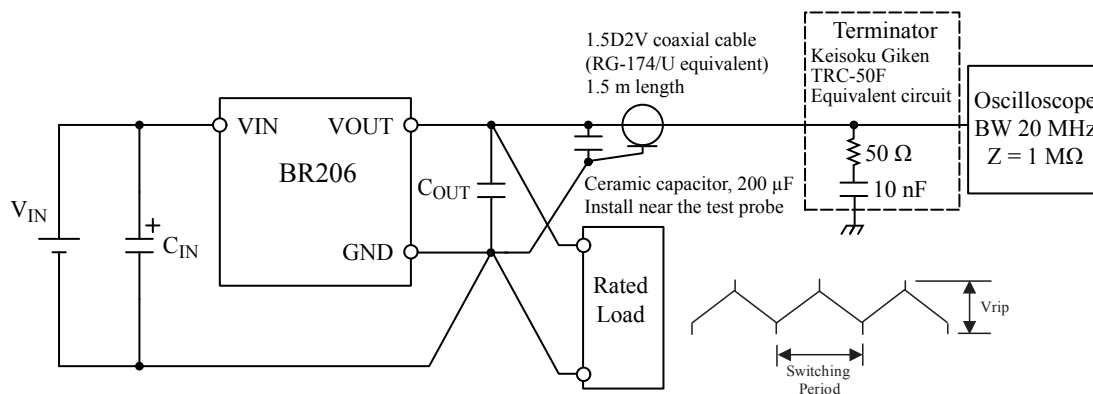 1.5D2V coaxial cable
(RG-174/U equivalent)
1.5 m length
Terminator
Keisoku Giken
TRC-50F
Equivalent circuit
Oscilloscope
BW 20 MHz
Z = 1 MΩ
VIN
VOUT
BR206
GND
VIN
+
CIN
COUT
50 Ω
10 nF
Ceramic capacitor, 200 µF
Install near the test probe
Rated
Load
Vrip
Switching
Period